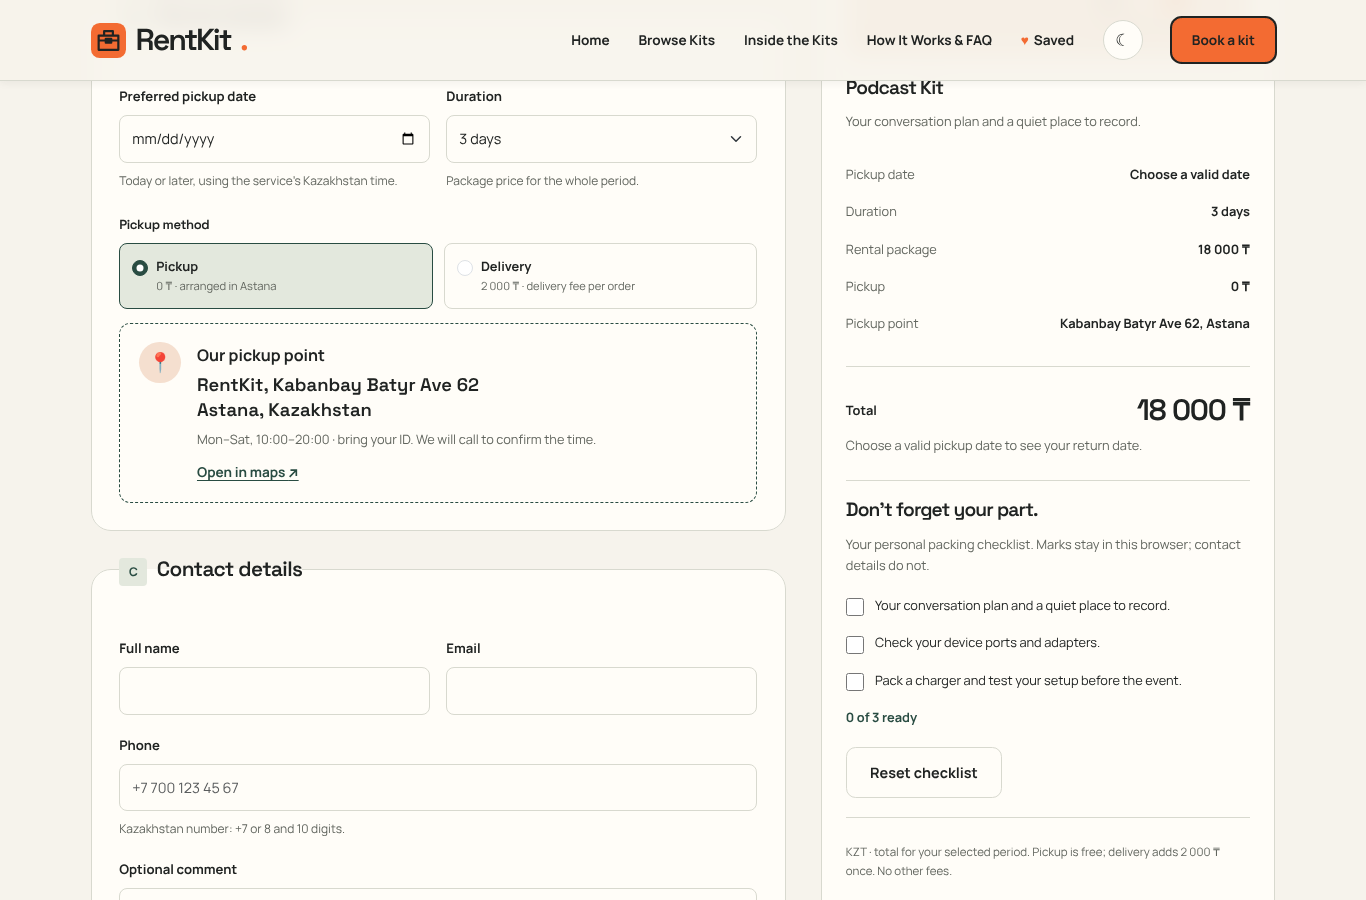 RentKit .
Home
Browse Kits
Inside the Kits
How It Works & FAQ
♥ Saved
Book a kit
Preferred pickup date
mm/dd/yyyy
Today or later, using the service's Kazakhstan time.
Duration
3 days
Package price for the whole period.
Pickup method
Pickup
0 ₸ · arranged in Astana
Delivery
2 000 ₸ · delivery fee per order
Our pickup point
RentKit, Kabanbay Batyr Ave 62
Astana, Kazakhstan
Mon–Sat, 10:00–20:00 · bring your ID. We will call to confirm the time.
Open in maps ↗
C Contact details
Full name
Email
Phone
+7 700 123 45 67
Kazakhstan number: +7 or 8 and 10 digits.
Optional comment
Podcast Kit
Your conversation plan and a quiet place to record.
Pickup date Choose a valid date
Duration 3 days
Rental package 18 000 ₸
Pickup 0 ₸
Pickup point Kabanbay Batyr Ave 62, Astana
Total 18 000 ₸
Choose a valid pickup date to see your return date.
Don’t forget your part.
Your personal packing checklist. Marks stay in this browser; contact
details do not.
Your conversation plan and a quiet place to record.
Check your device ports and adapters.
Pack a charger and test your setup before the event.
0 of 3 ready
Reset checklist
KZT · total for your selected period. Pickup is free; delivery adds 2 000 ₸
once. No other fees.